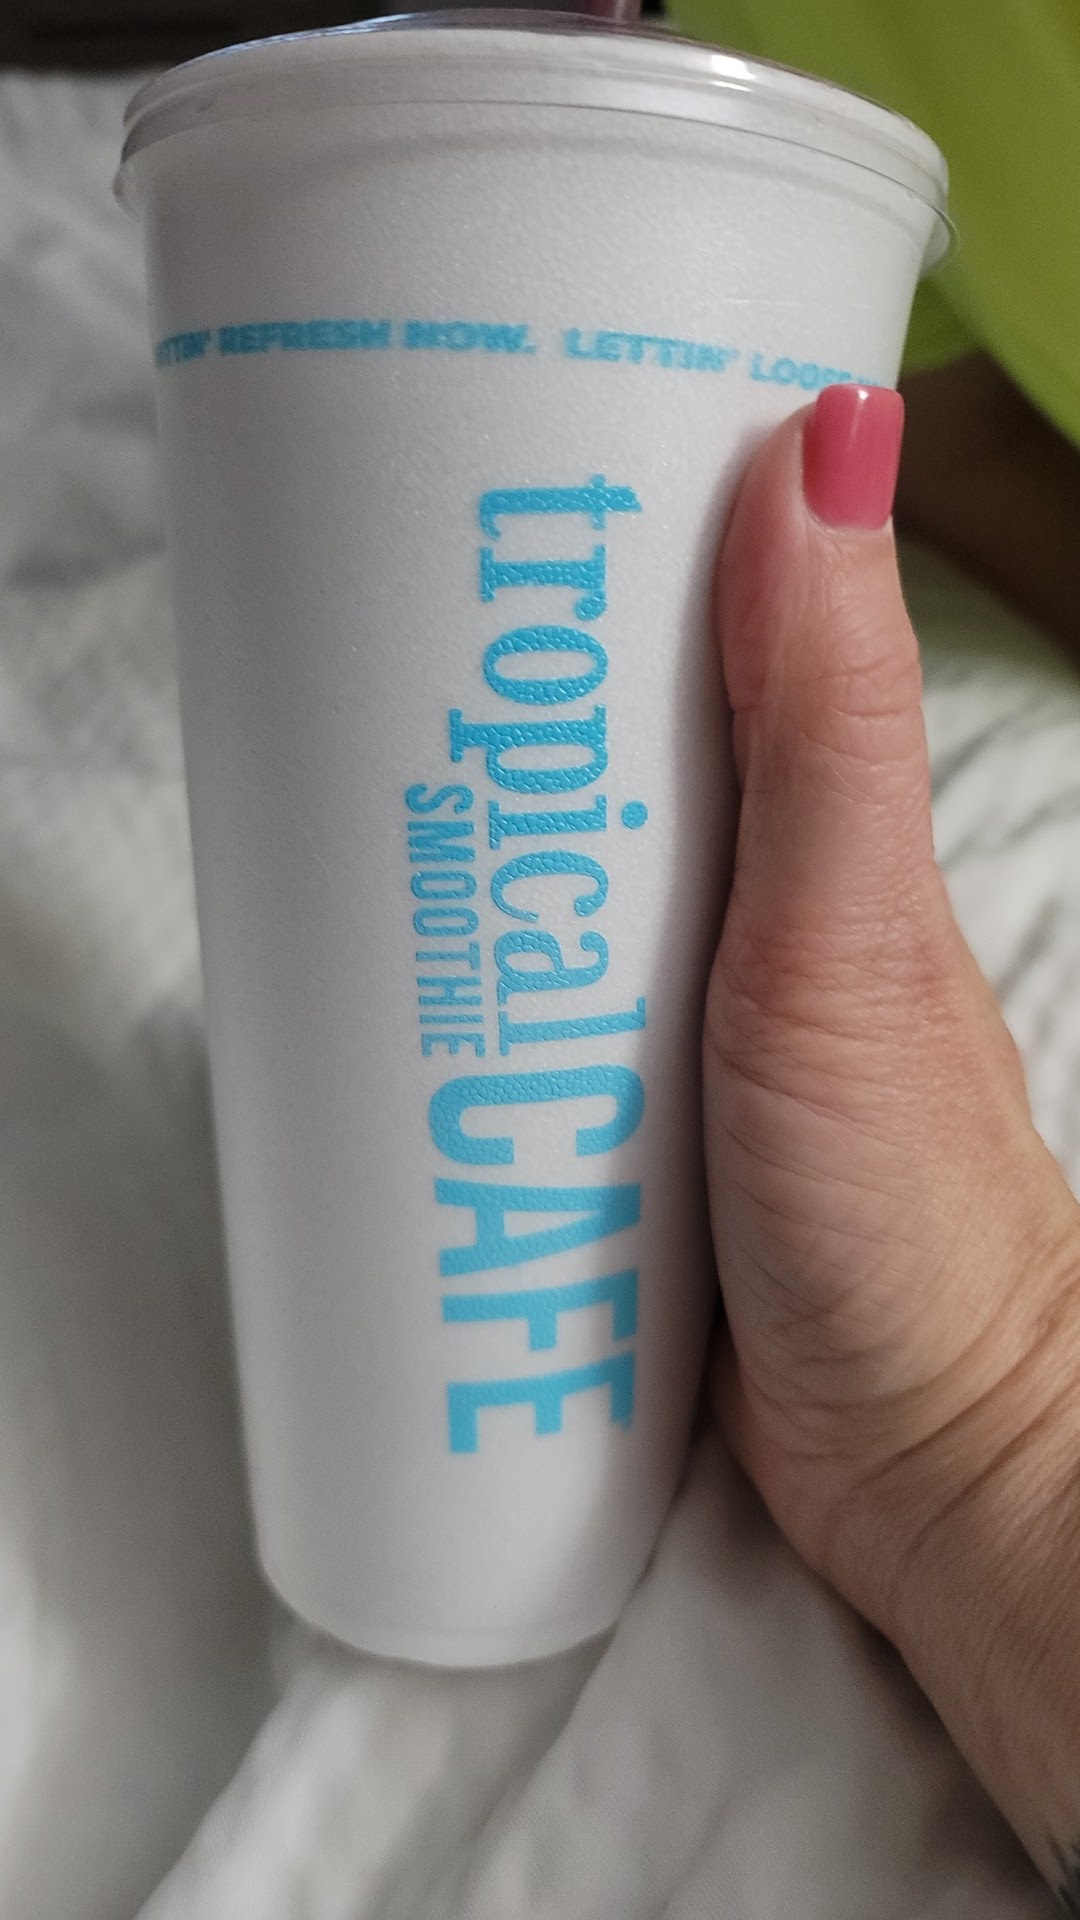 REFRESH NOW. LETTIN'
tropical
SMOOTHIE
CAFE